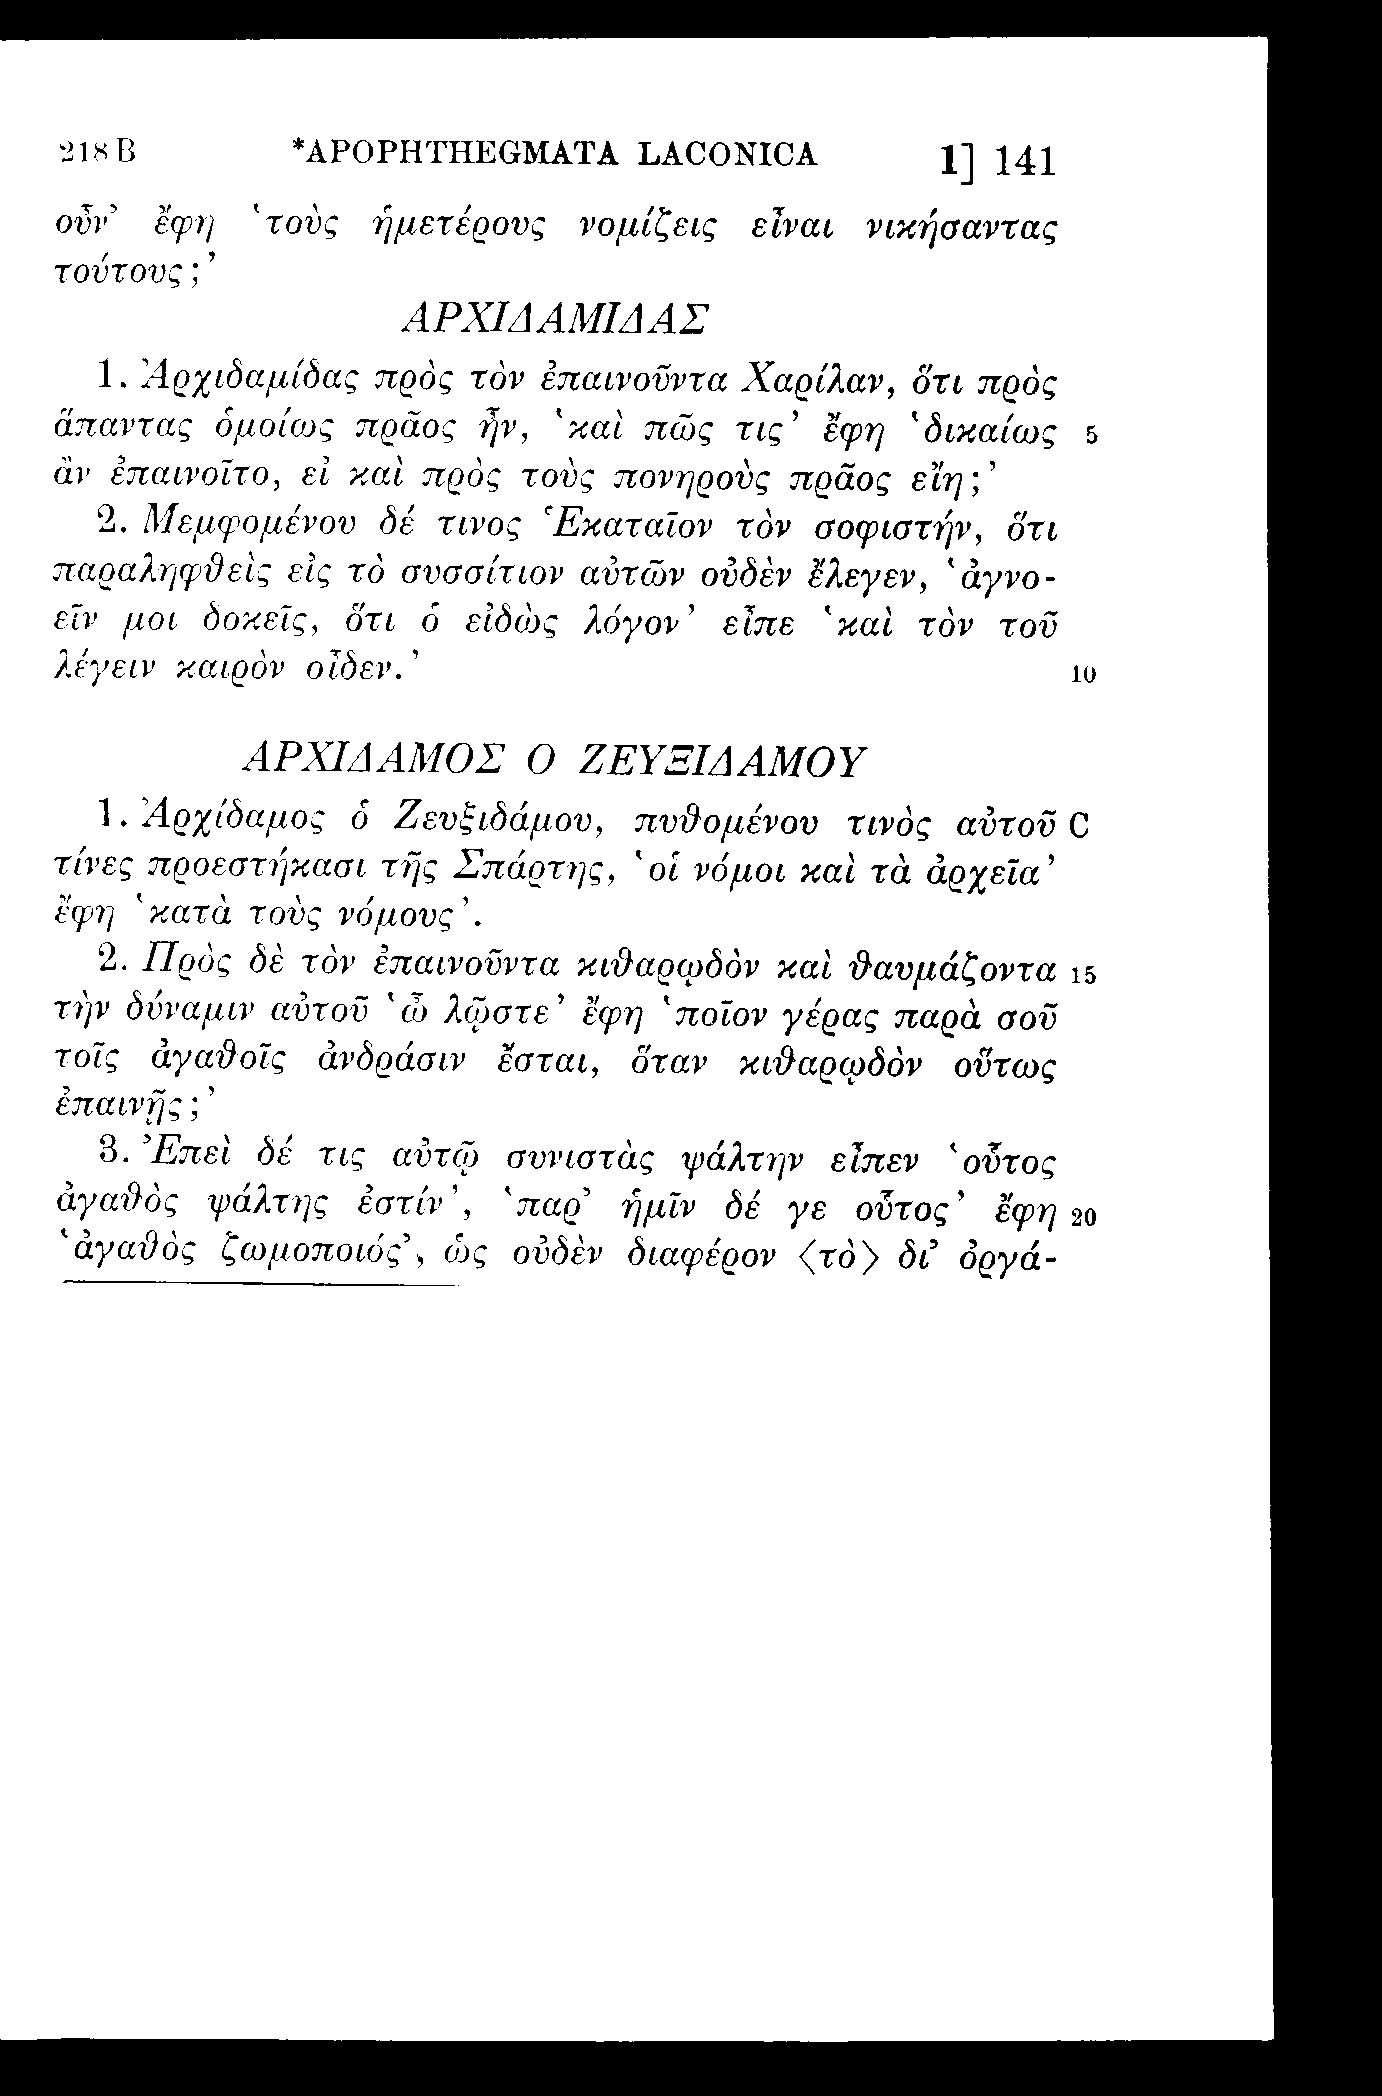 218 B *APOPHTHEGMATA LACONICA 1] 141
οὖν’ ἔφη ‘τοὺς ἡμετέρους νομίζεις εἶναι νικήσαντας
τούτους;’
ΑΡΧΙΔΑΜΙΔΑΣ
1. Ἀρχιδαμίδας πρὸς τὸν ἐπαινοῦντα Χαρίλαν, ὅτι πρὸς
ἅπαντας ὁμοίως πρᾶος ἦν, ‘καὶ πῶς τις’ ἔφη ‘δικαίως 5
ἂν ἐπαινοῖτο, εἰ καὶ πρὸς τοὺς πονηροὺς πρᾶος εἴη;’
2. Μεμφομένου δέ τινος Ἑκαταῖον τὸν σοφιστήν, ὅτι
παραληφθεὶς εἰς τὸ συσσίτιον αὐτῶν οὐδὲν ἔλεγεν, ‘ἀγνο-
εῖν μοι δοκεῖς, ὅτι ὁ εἰδὼς λόγον’ εἶπε ‘καὶ τὸν τοῦ
λέγειν καιρὸν οἶδεν.’ 10
ΑΡΧΙΔΑΜΟΣ Ο ΖΕΥΞΙΔΑΜΟΥ
1. Ἀρχίδαμος ὁ Ζευξιδάμου, πυθομένου τινὸς αὐτοῦ C
τίνες προεστήκασι τῆς Σπάρτης, ‘οἱ νόμοι καὶ τὰ ἀρχεῖα’
ἔφη ‘κατὰ τοὺς νόμους’.
2. Πρὸς δὲ τὸν ἐπαινοῦντα κιθαρῳδὸν καὶ θαυμάζοντα 15
τὴν δύναμιν αὐτοῦ ‘ὦ λῷστε’ ἔφη ‘ποῖον γέρας παρὰ σοῦ
τοῖς ἀγαθοῖς ἀνδράσιν ἔσται, ὅταν κιθαρῳδὸν οὕτως
ἐπαινῇς;’
3. Ἐπεὶ δέ τις αὐτῷ συνιστὰς ψάλτην εἶπεν ‘οὗτος
ἀγαθὸς ψάλτης ἐστίν’, ‘παρ’ ἡμῖν δέ γε οὗτος’ ἔφη 20
‘ἀγαθὸς ζωμοποιός’, ὡς οὐδὲν διαφέρον ⟨τὸ⟩ δι’ ὀργά-